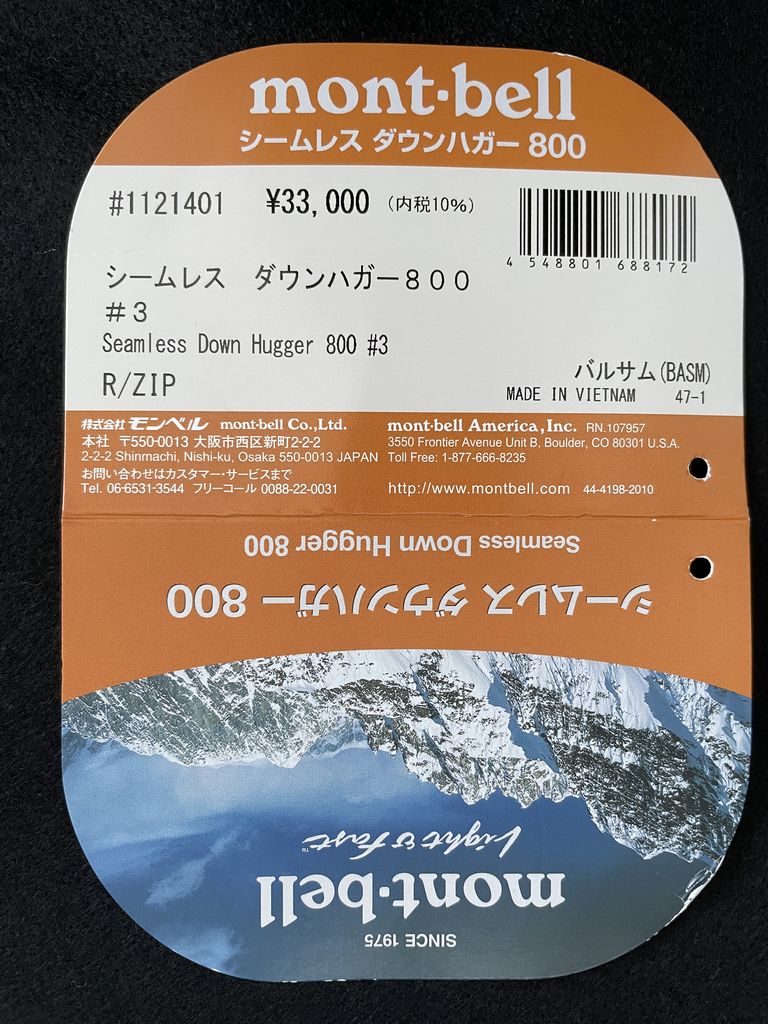 mont·bell
シームレス ダウンハガー 800
#1121401 ¥33,000 (内税10%)
4 548801 688172
シームレス ダウンハガー８００
＃３
Seamless Down Hugger 800 #3
R/ZIP
バルサム(BASM)
MADE IN VIETNAM 47-1
株式会社 モンベル mont-bell Co.,Ltd.
本社 〒550-0013 大阪市西区新町2-2-2
2-2-2 Shinmachi, Nishi-ku, Osaka 550-0013 JAPAN
お問い合わせはカスタマー・サービスまで
Tel. 06-6531-3544 フリーコール 0088-22-0031
mont-bell America, Inc. RN.107957
3550 Frontier Avenue Unit B, Boulder, CO 80301 U.S.A.
Toll Free: 1-877-666-8235
http://www.montbell.com 44-4198-2010
SINCE 1975
mont·bell
Light & Fast™
シームレス ダウンハガー 800
Seamless Down Hugger 800